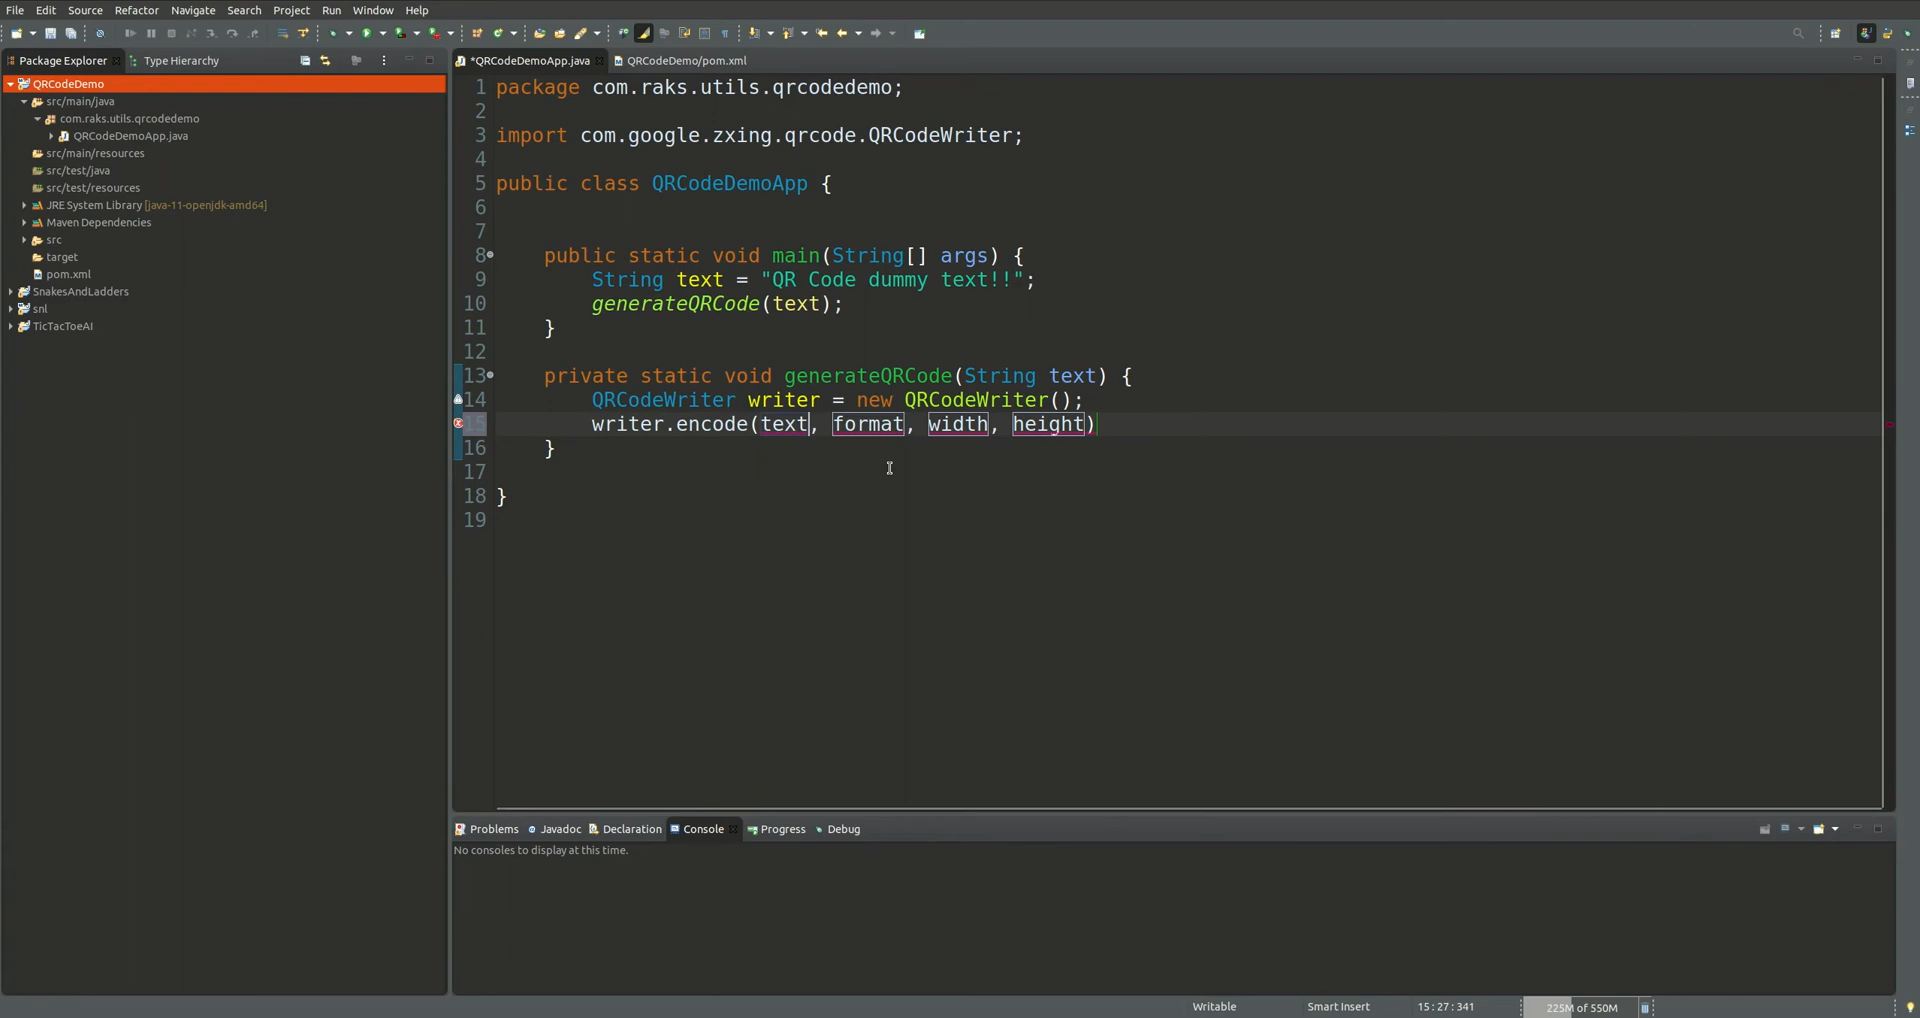 File Edit Source Refactor Navigate Search Project Run Window Help
Package Explorer Type Hierarchy
QRCodeDemo
src/main/java
com.raks.utils.qrcodedemo
QRCodeDemoApp.java
src/main/resources
src/test/java
src/test/resources
JRE System Library [java-11-openjdk-amd64]
Maven Dependencies
src
target
pom.xml
SnakesAndLadders
snl
TicTacToeAI
*QRCodeDemoApp.java QRCodeDemo/pom.xml
1 package com.raks.utils.qrcodedemo;
2
3 import com.google.zxing.qrcode.QRCodeWriter;
4
5 public class QRCodeDemoApp {
6
7
8 public static void main(String[] args) {
9 String text = "QR Code dummy text!!";
10 generateQRCode(text);
11 }
12
13 private static void generateQRCode(String text) {
14 QRCodeWriter writer = new QRCodeWriter();
15 writer.encode(text, format, width, height)
16 }
17
18 }
19
Problems Javadoc Declaration Console Progress Debug
No consoles to display at this time.
Writable Smart Insert 15 : 27 : 341 225M of 550M